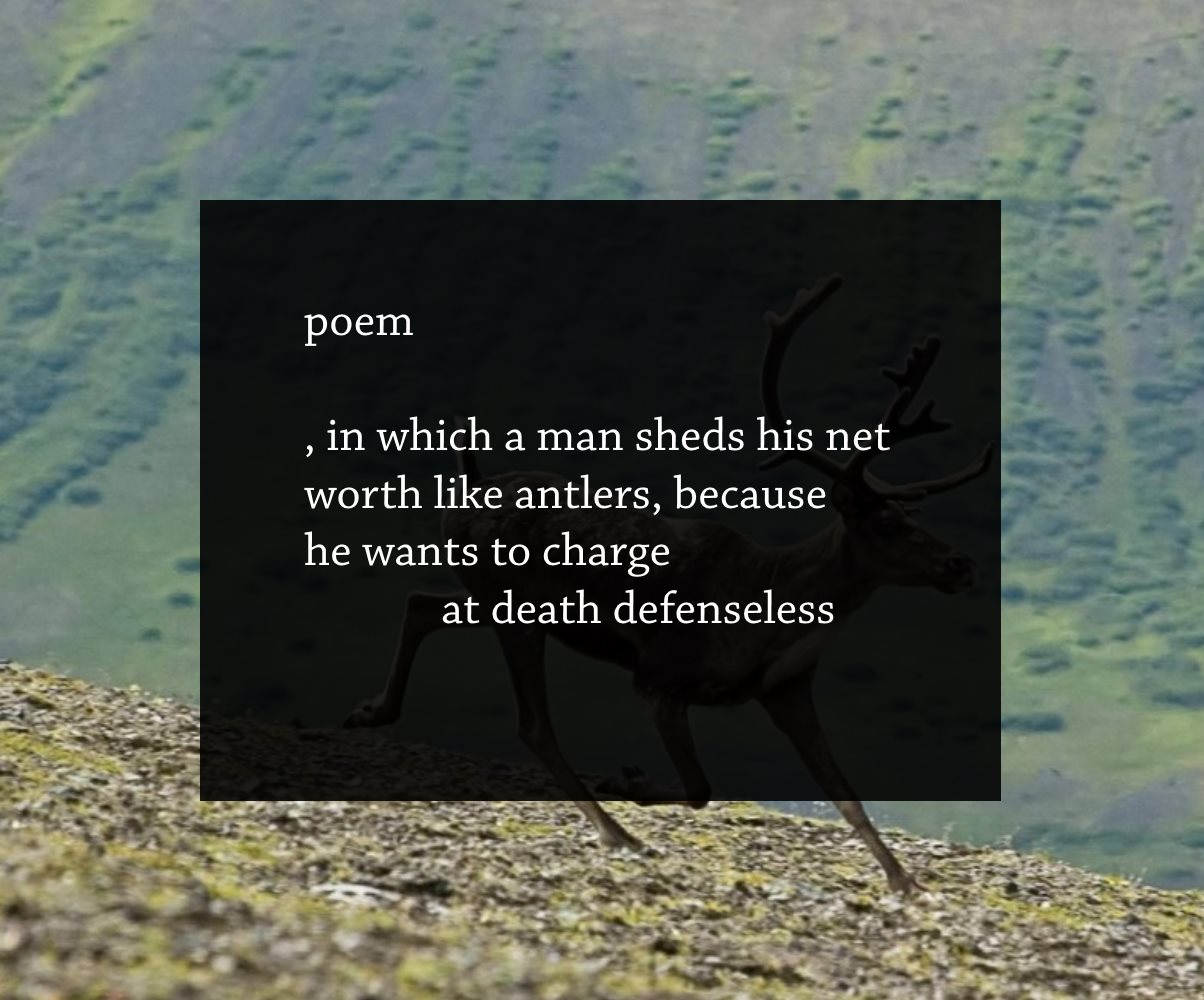 poem
, in which a man sheds his net
worth like antlers, because
he wants to charge
at death defenseless